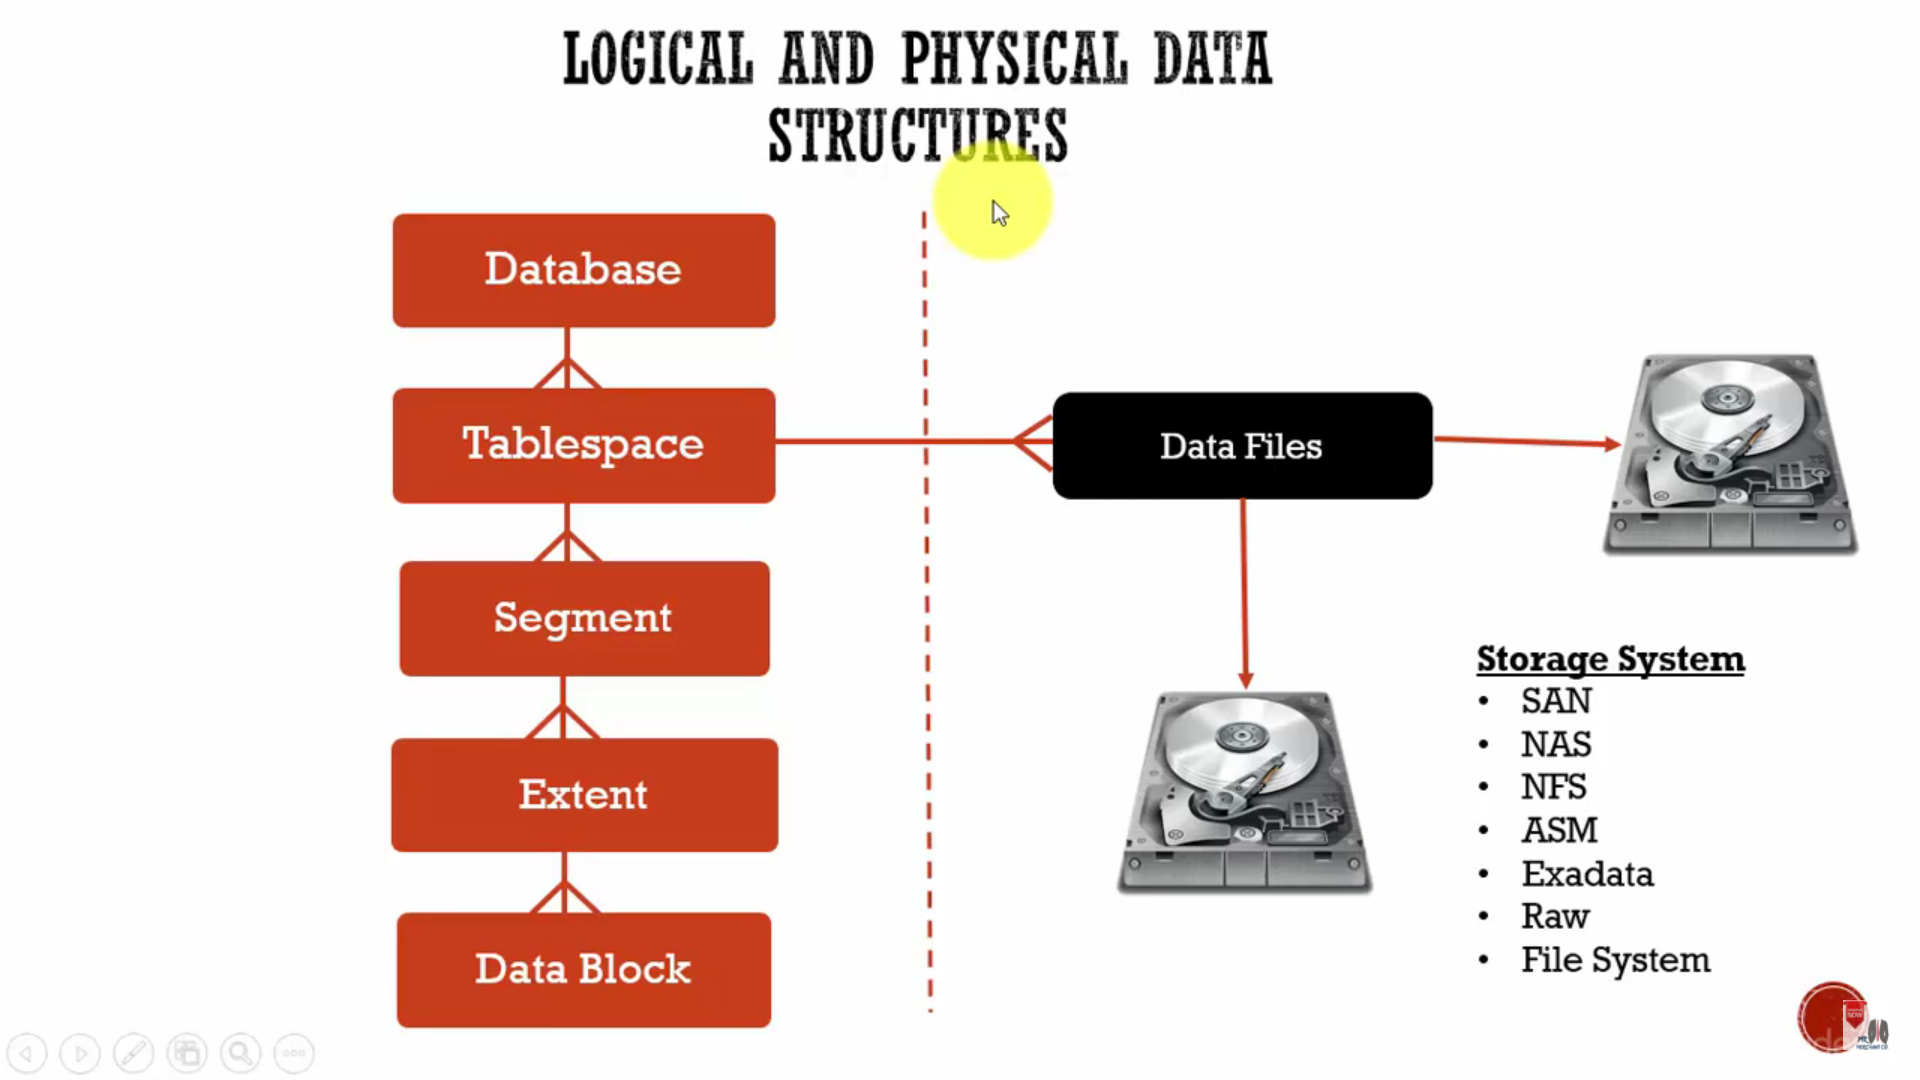 LOGICAL AND PHYSICAL DATA
STRUCTURES
Database
Tablespace
Segment
Extent
Data Block
Data Files
Storage System
• SAN
• NAS
• NFS
• ASM
• Exadata
• Raw
• File System